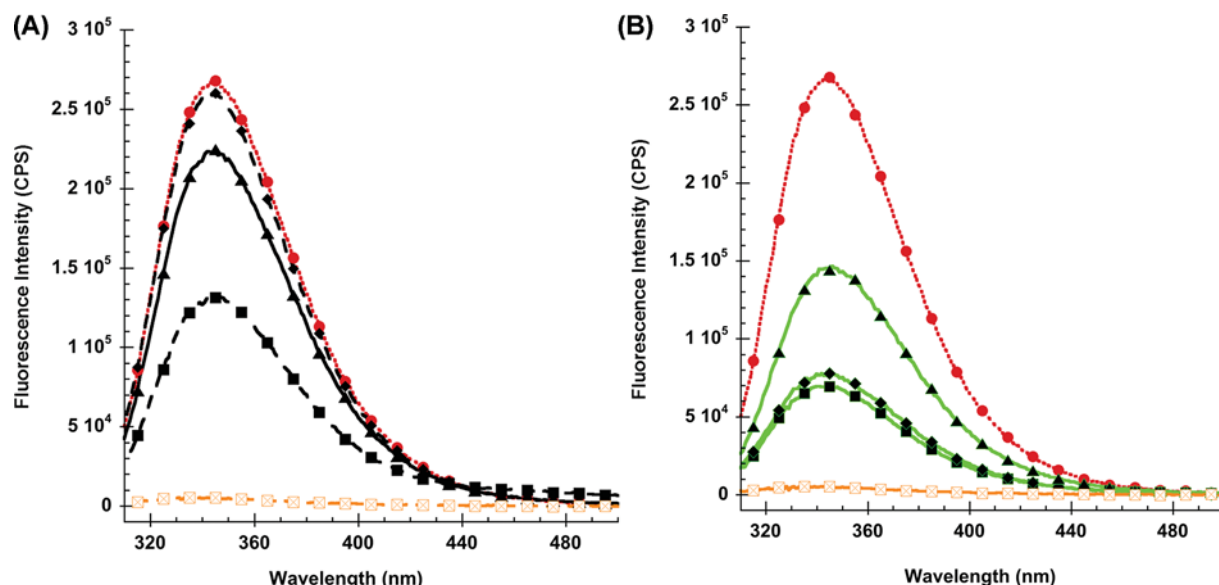 (A)
Fluorescence Intensity (CPS)
3 10⁵
2.5 10⁵
2 10⁵
1.5 10⁵
1 10⁵
5 10⁴
0
320 360 400 440 480
Wavelength (nm)
(B)
Fluorescence Intensity (CPS)
3 10⁵
2.5 10⁵
2 10⁵
1.5 10⁵
1 10⁵
5 10⁴
0
320 360 400 440 480
Wavelength (nm)